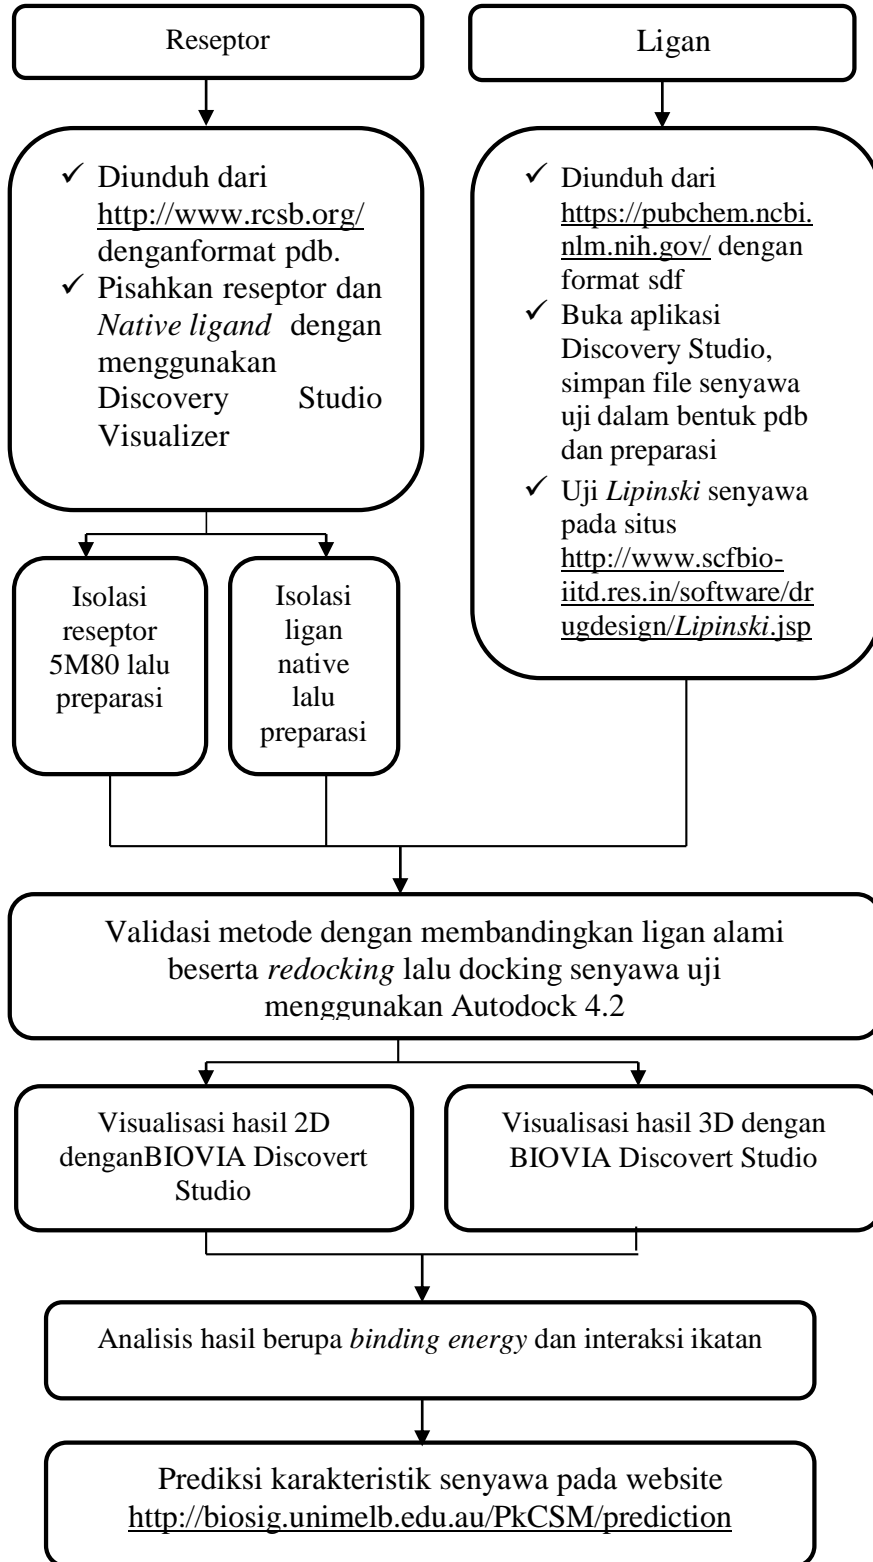 Reseptor
Ligan
✓ Diunduh dari
http://www.rcsb.org/
denganformat pdb.
✓ Pisahkan reseptor dan
Native ligand dengan
menggunakan
Discovery Studio
Visualizer
✓ Diunduh dari
https://pubchem.ncbi.
nlm.nih.gov/ dengan
format sdf
✓ Buka aplikasi
Discovery Studio,
simpan file senyawa
uji dalam bentuk pdb
dan preparasi
✓ Uji Lipinski senyawa
pada situs
http://www.scfbio-
iitd.res.in/software/dr
ugdesign/Lipinski.jsp
Isolasi
reseptor
5M80 lalu
preparasi
Isolasi
ligan
native
lalu
preparasi
Validasi metode dengan membandingkan ligan alami
beserta redocking lalu docking senyawa uji
menggunakan Autodock 4.2
Visualisasi hasil 2D
denganBIOVIA Discovert
Studio
Visualisasi hasil 3D dengan
BIOVIA Discovert Studio
Analisis hasil berupa binding energy dan interaksi ikatan
Prediksi karakteristik senyawa pada website
http://biosig.unimelb.edu.au/PkCSM/prediction